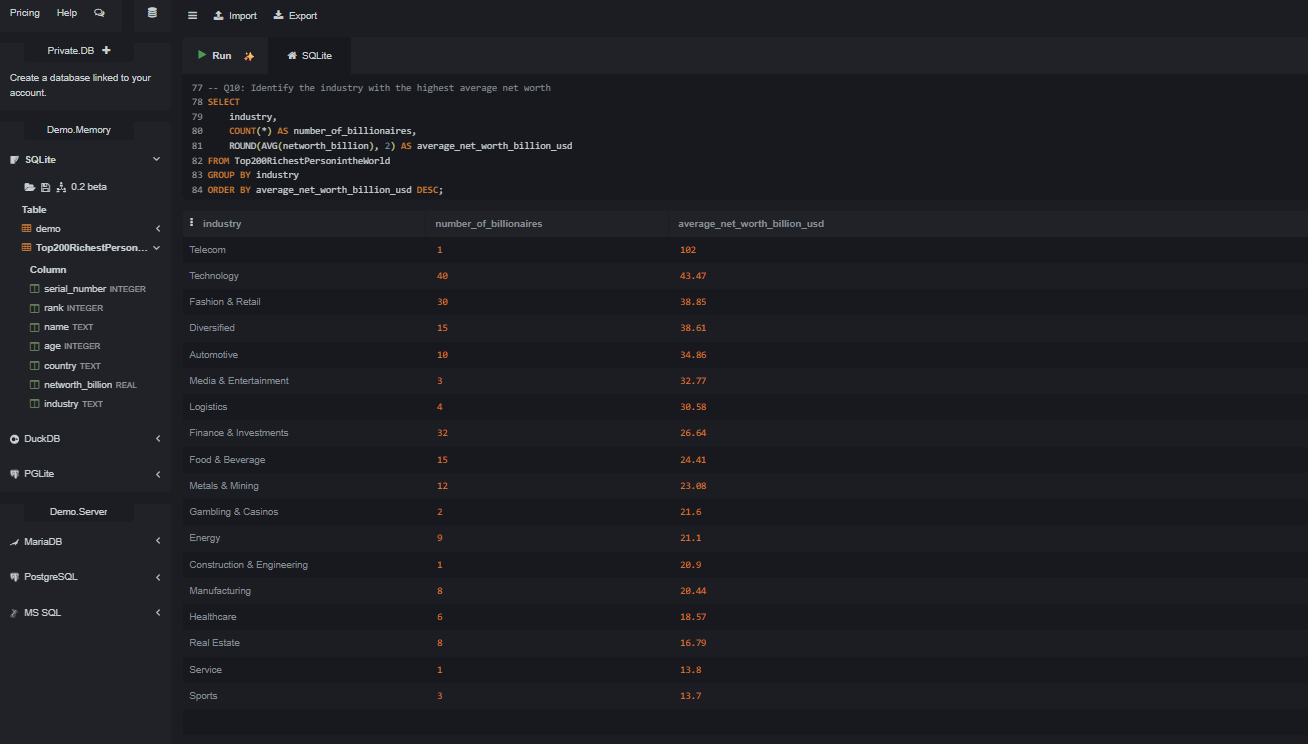 Pricing Help
Import Export
Private.DB
Run SQLite
Create a database linked to your
account.
77 -- Q10: Identify the industry with the highest average net worth
78 SELECT
79 industry,
80 COUNT(*) AS number_of_billionaires,
81 ROUND(AVG(networth_billion), 2) AS average_net_worth_billion_usd
82 FROM Top200RichestPersonintheWorld
83 GROUP BY industry
84 ORDER BY average_net_worth_billion_usd DESC;
Demo.Memory
SQLite
0.2 beta
Table
demo
Top200RichestPerson...
Column
serial_number INTEGER
rank INTEGER
name TEXT
age INTEGER
country TEXT
networth_billion REAL
industry TEXT
DuckDB
PGLite
Demo.Server
MariaDB
PostgreSQL
MS SQL
industry number_of_billionaires average_net_worth_billion_usd
Telecom 1 102
Technology 40 43.47
Fashion & Retail 30 38.85
Diversified 15 38.61
Automotive 10 34.86
Media & Entertainment 3 32.77
Logistics 4 30.58
Finance & Investments 32 26.64
Food & Beverage 15 24.41
Metals & Mining 12 23.08
Gambling & Casinos 2 21.6
Energy 9 21.1
Construction & Engineering 1 20.9
Manufacturing 8 20.44
Healthcare 6 18.57
Real Estate 8 16.79
Service 1 13.8
Sports 3 13.7